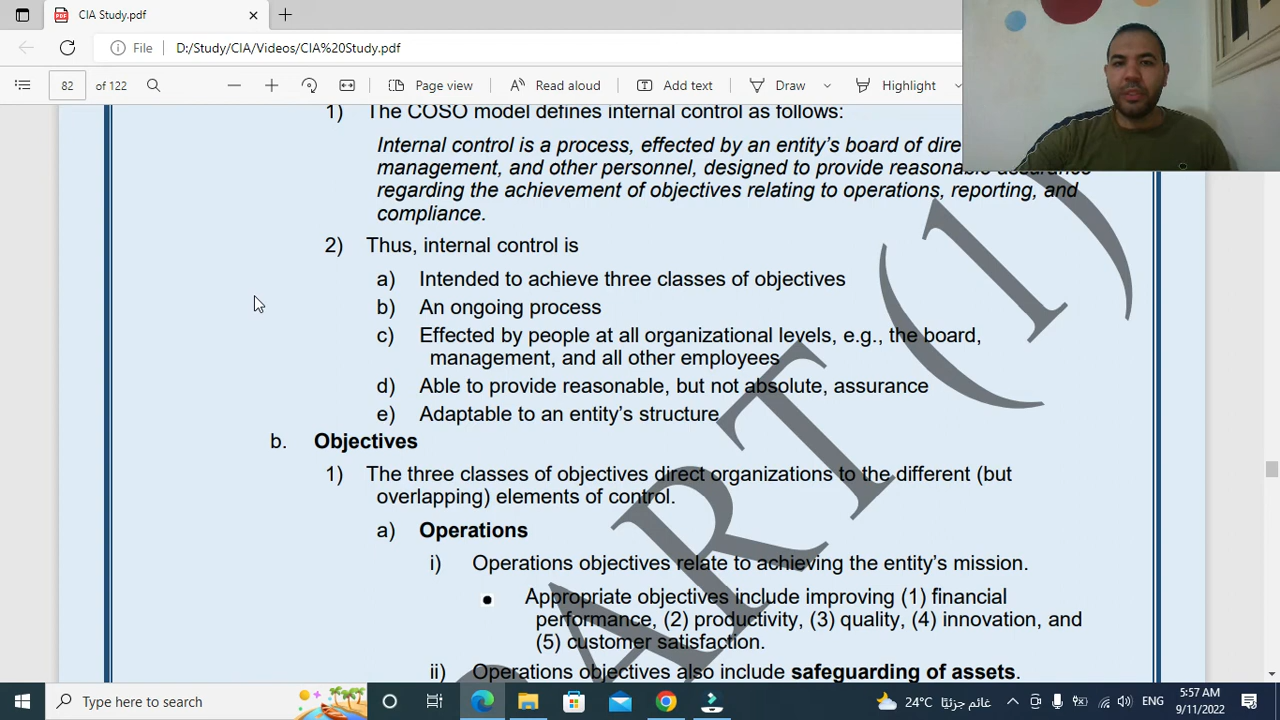 CIA Study.pdf
File
D:/Study/CIA/Videos/CIA%20Study.pdf
82
of 122
Page view
Read aloud
Add text
Draw
Highlight
1) The COSO model defines internal control as follows:
Internal control is a process, effected by an entity's board of
management, and other personnel, designed to provide reasonable assurance
regarding the achievement of objectives relating to operations, reporting, and
compliance.
2) Thus, internal control is
a) Intended to achieve three classes of objectives
b) An ongoing process
c) Effected by people at all organizational levels, e.g., the board,
management, and all other employees
d) Able to provide reasonable, but not absolute, assurance
e) Adaptable to an entity's structure
b. Objectives
1) The three classes of objectives direct organizations to the different (but
overlapping) elements of control.
a) Operations
i) Operations objectives relate to achieving the entity's mission.
• Appropriate objectives include improving (1) financial
performance, (2) productivity, (3) quality, (4) innovation, and
(5) customer satisfaction.
ii) Operations objectives also include safeguarding of assets.
PART (1)
Type here to search
24°C
غائم جزئيًا
ENG
5:57 AM
9/11/2022